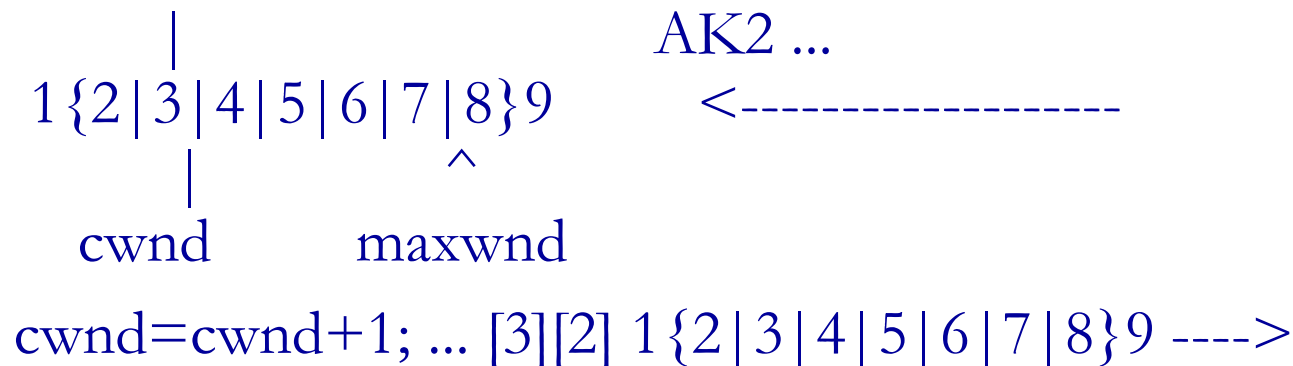 |
AK2 ...
1{2|3|4|5|6|7|8}9 <-------------------
| ^
cwnd maxwnd
cwnd=cwnd+1; ... [3][2] 1{2|3|4|5|6|7|8}9 ---->